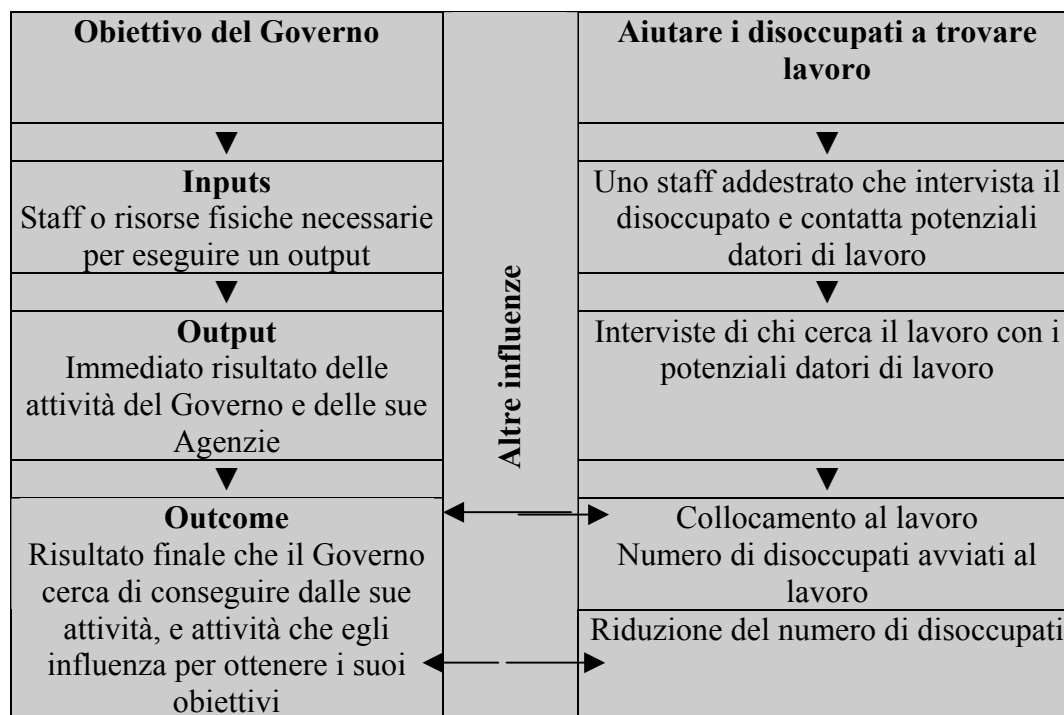 Obiettivo del Governo
Aiutare i disoccupati a trovare
lavoro
▼
▼
Inputs
Staff o risorse fisiche necessarie
per eseguire un output
Uno staff addestrato che intervista il
disoccupato e contatta potenziali
datori di lavoro
▼
▼
Output
Immediato risultato delle
attività del Governo e delle sue
Agenzie
Interviste di chi cerca il lavoro con i
potenziali datori di lavoro
▼
▼
Altre influenze
Outcome
Risultato finale che il Governo
cerca di conseguire dalle sue
attività, e attività che egli
influenza per ottenere i suoi
obiettivi
Collocamento al lavoro
Numero di disoccupati avviati al
lavoro
Riduzione del numero di disoccupati